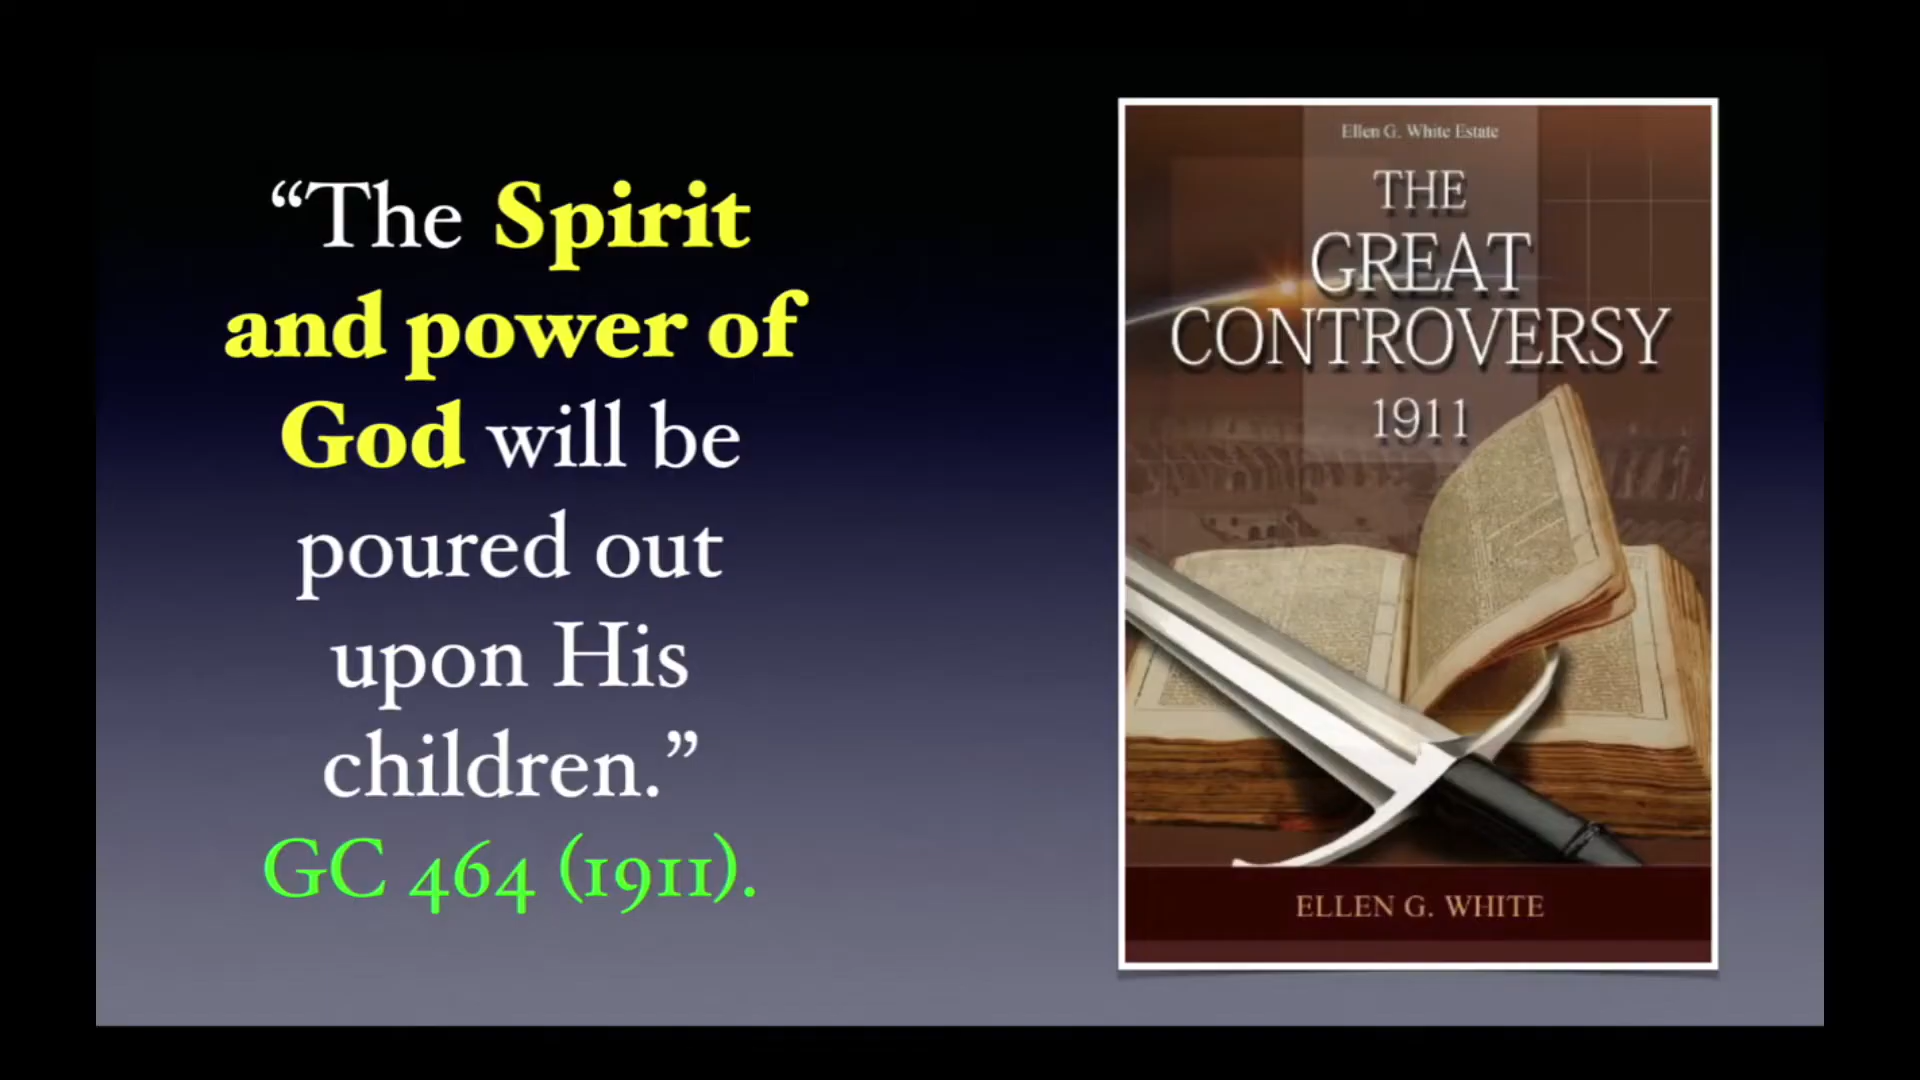 “The Spirit
and power of
God will be
poured out
upon His
children.”
GC 464 (1911).
Ellen G. White Estate
THE
GREAT
CONTROVERSY
1911
ELLEN G. WHITE